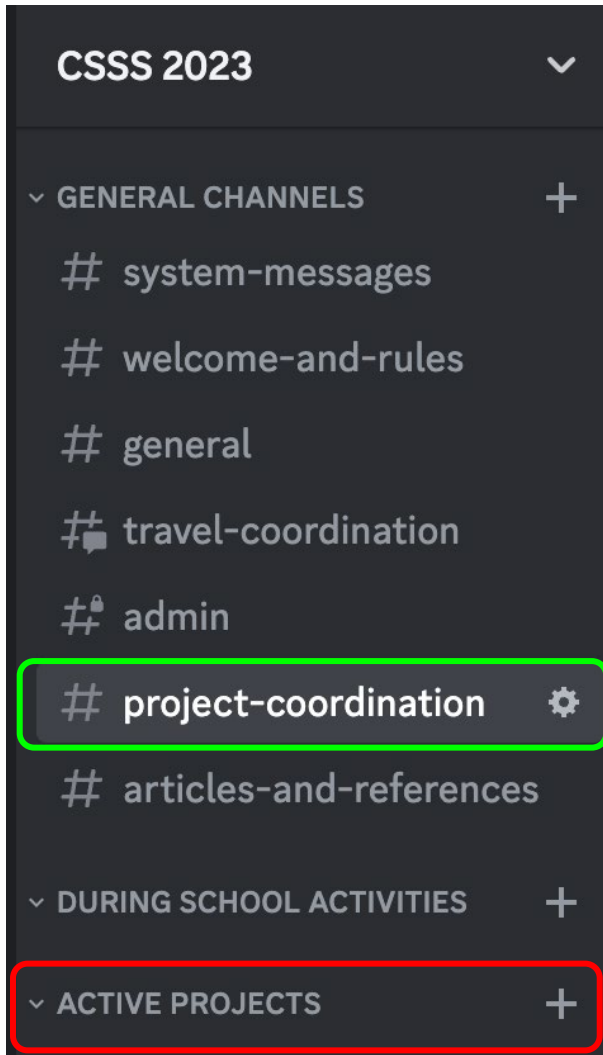 CSSS 2023
GENERAL CHANNELS
# system-messages
# welcome-and-rules
# general
# travel-coordination
# admin
# project-coordination
# articles-and-references
DURING SCHOOL ACTIVITIES
ACTIVE PROJECTS